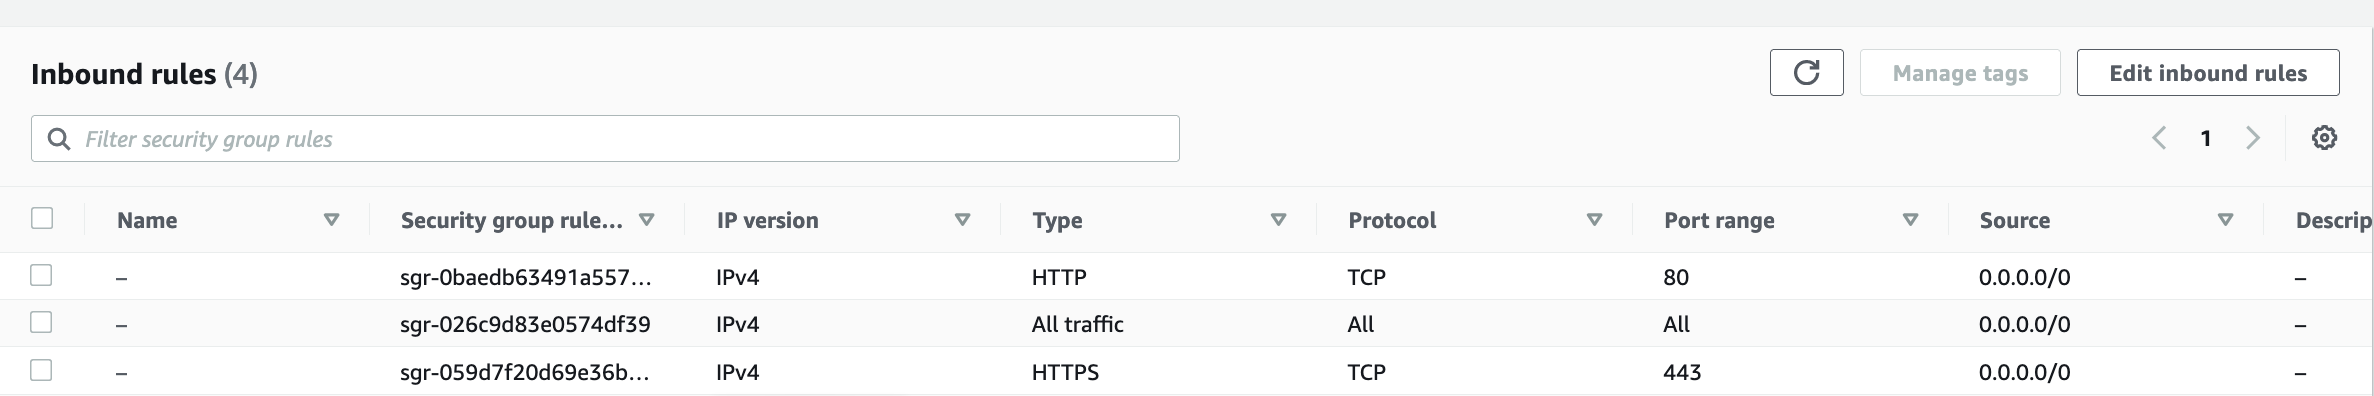 Inbound rules (4)
Manage tags
Edit inbound rules
Filter security group rules
1
Name Security group rule... IP version Type Protocol Port range Source Descrip
– sgr-0baedb63491a557... IPv4 HTTP TCP 80 0.0.0.0/0 –
– sgr-026c9d83e0574df39 IPv4 All traffic All All 0.0.0.0/0 –
– sgr-059d7f20d69e36b... IPv4 HTTPS TCP 443 0.0.0.0/0 –